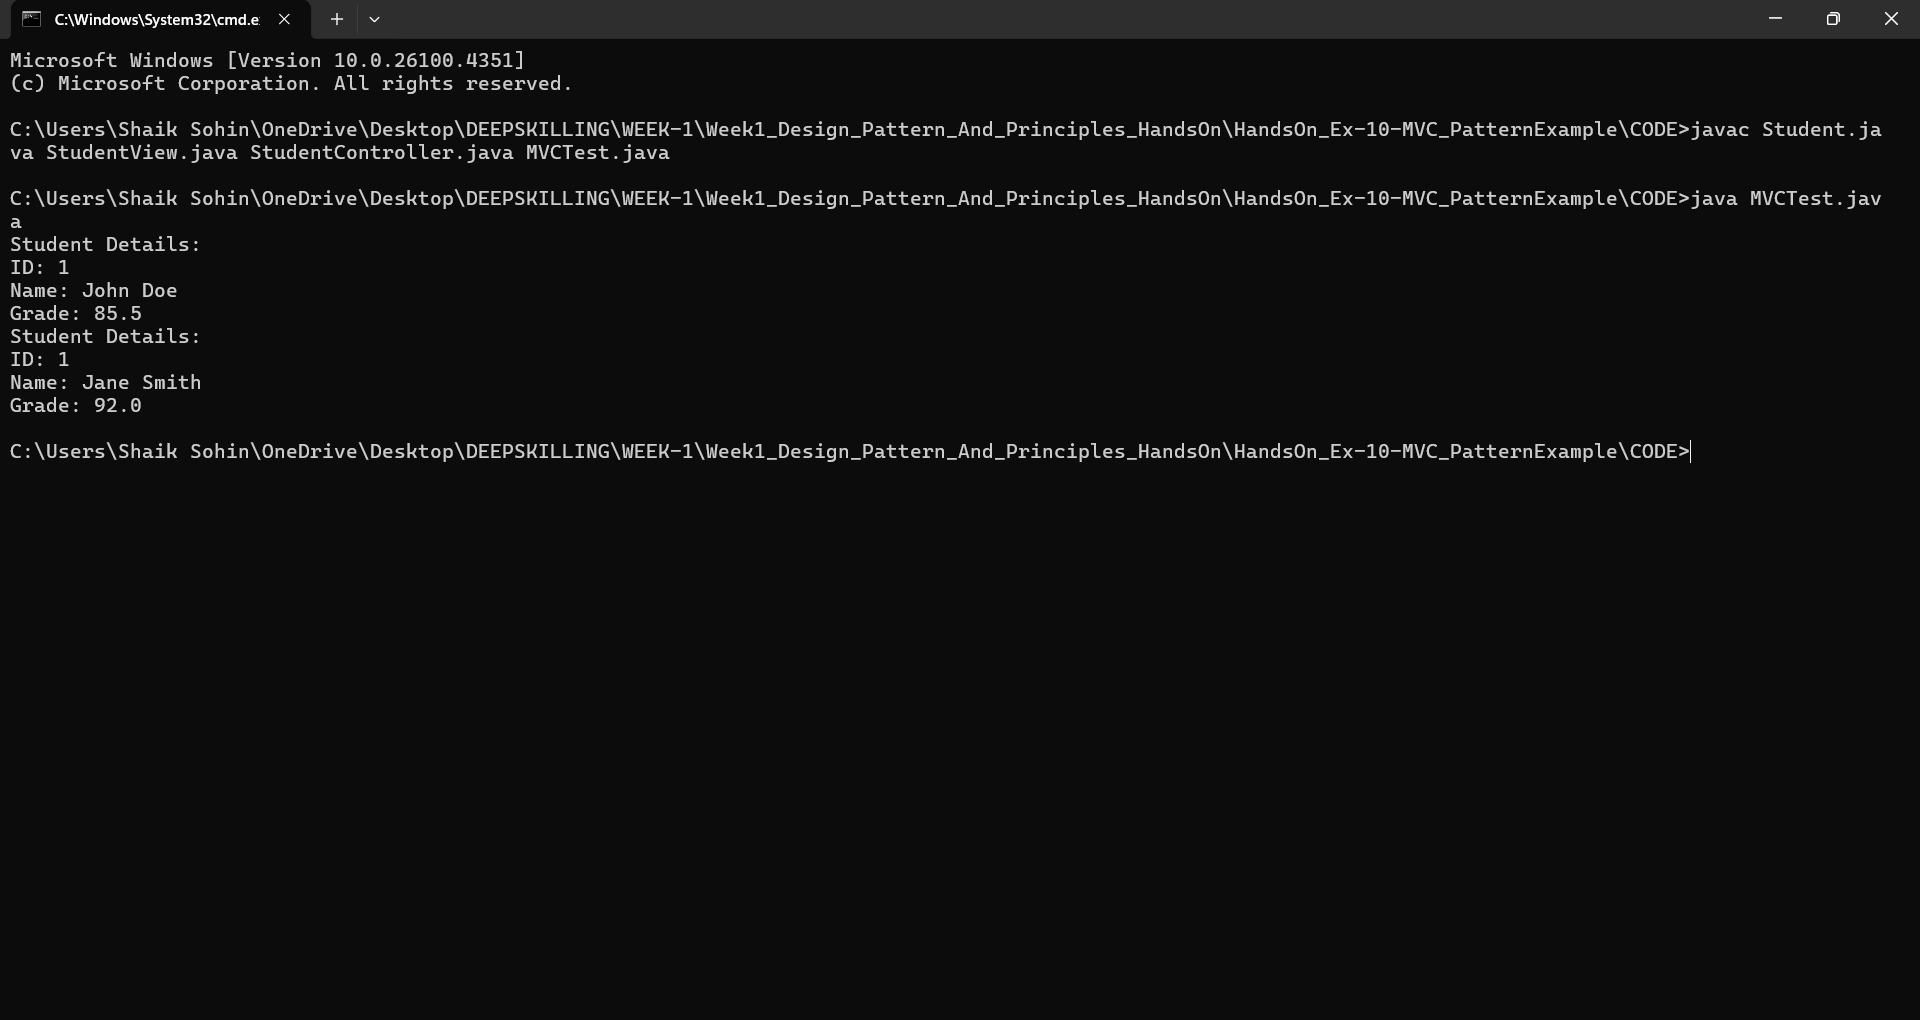 C:\Windows\System32\cmd.e
Microsoft Windows [Version 10.0.26100.4351]
(c) Microsoft Corporation. All rights reserved.
C:\Users\Shaik Sohin\OneDrive\Desktop\DEEPSKILLING\WEEK-1\Week1_Design_Pattern_And_Principles_HandsOn\HandsOn_Ex-10-MVC_PatternExample\CODE>javac Student.ja
va StudentView.java StudentController.java MVCTest.java
C:\Users\Shaik Sohin\OneDrive\Desktop\DEEPSKILLING\WEEK-1\Week1_Design_Pattern_And_Principles_HandsOn\HandsOn_Ex-10-MVC_PatternExample\CODE>java MVCTest.jav
a
Student Details:
ID: 1
Name: John Doe
Grade: 85.5
Student Details:
ID: 1
Name: Jane Smith
Grade: 92.0
C:\Users\Shaik Sohin\OneDrive\Desktop\DEEPSKILLING\WEEK-1\Week1_Design_Pattern_And_Principles_HandsOn\HandsOn_Ex-10-MVC_PatternExample\CODE>